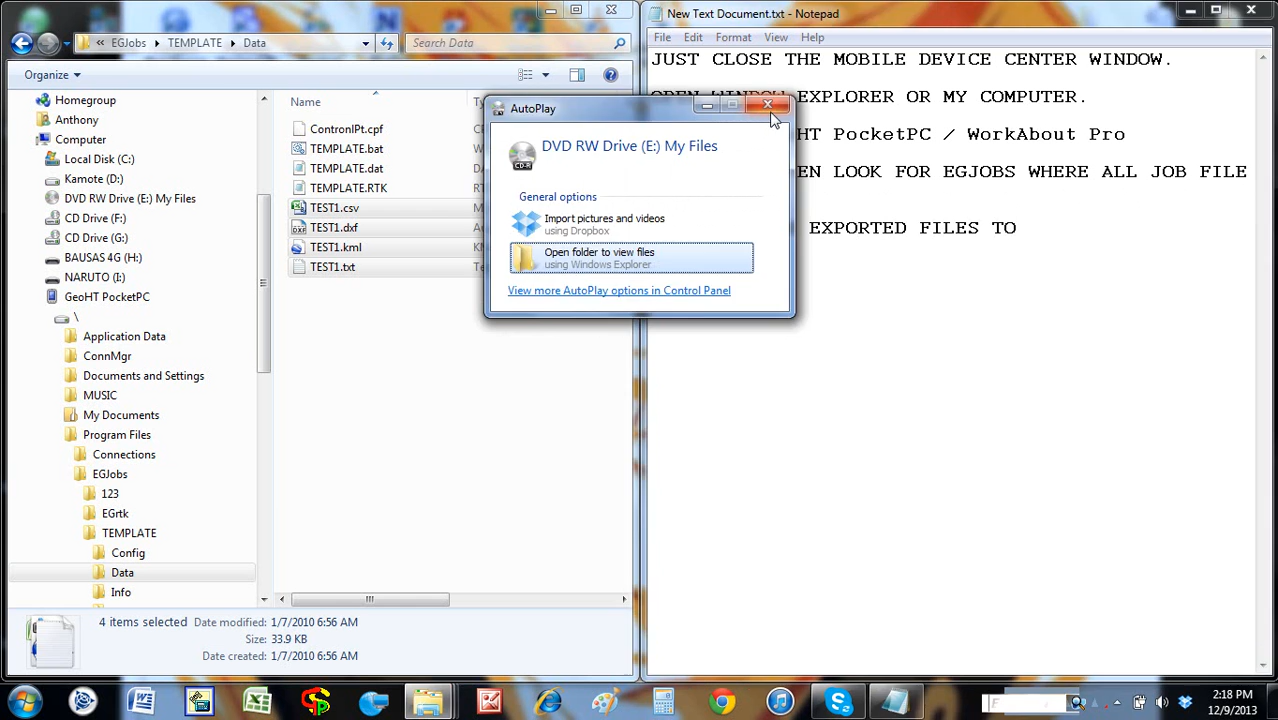 EGJobs TEMPLATE Data
Search Data
Organize
Homegroup
Anthony
Computer
Local Disk (C:)
Kamote (D:)
DVD RW Drive (E:) My Files
CD Drive (F:)
CD Drive (G:)
BAUSAS 4G (H:)
NARUTO (I:)
GeoHT PocketPC
\
Application Data
ConnMgr
Documents and Settings
MUSIC
My Documents
Program Files
Connections
EGJobs
123
EGrtk
TEMPLATE
Config
Data
Info
Name
ContronlPt.cpf
TEMPLATE.bat
TEMPLATE.dat
TEMPLATE.RTK
TEST1.csv
TEST1.dxf
TEST1.kml
TEST1.txt
4 items selected Date modified: 1/7/2010 6:56 AM
Size: 33.9 KB
Date created: 1/7/2010 6:56 AM
AutoPlay
DVD RW Drive (E:) My Files
General options
Import pictures and videos
using Dropbox
Open folder to view files
using Windows Explorer
View more AutoPlay options in Control Panel
New Text Document.txt - Notepad
File Edit Format View Help
JUST CLOSE THE MOBILE DEVICE CENTER WINDOW.
OPEN WINDOW EXPLORER OR MY COMPUTER.
HT PocketPC / WorkAbout Pro
EN LOOK FOR EGJOBS WHERE ALL JOB FILE
EXPORTED FILES TO
2:18 PM
12/9/2013